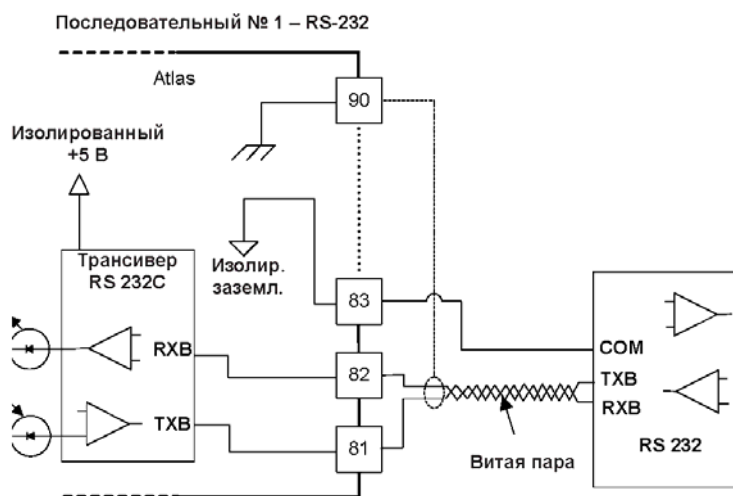 Последовательный № 1 – RS-232
Atlas
90
Изолированный
+5 В
Трансивер
RS 232C
Изолир.
заземл.
83
COM
RXB
82
TXB
RXB
TXB
81
Витая пара
RS 232